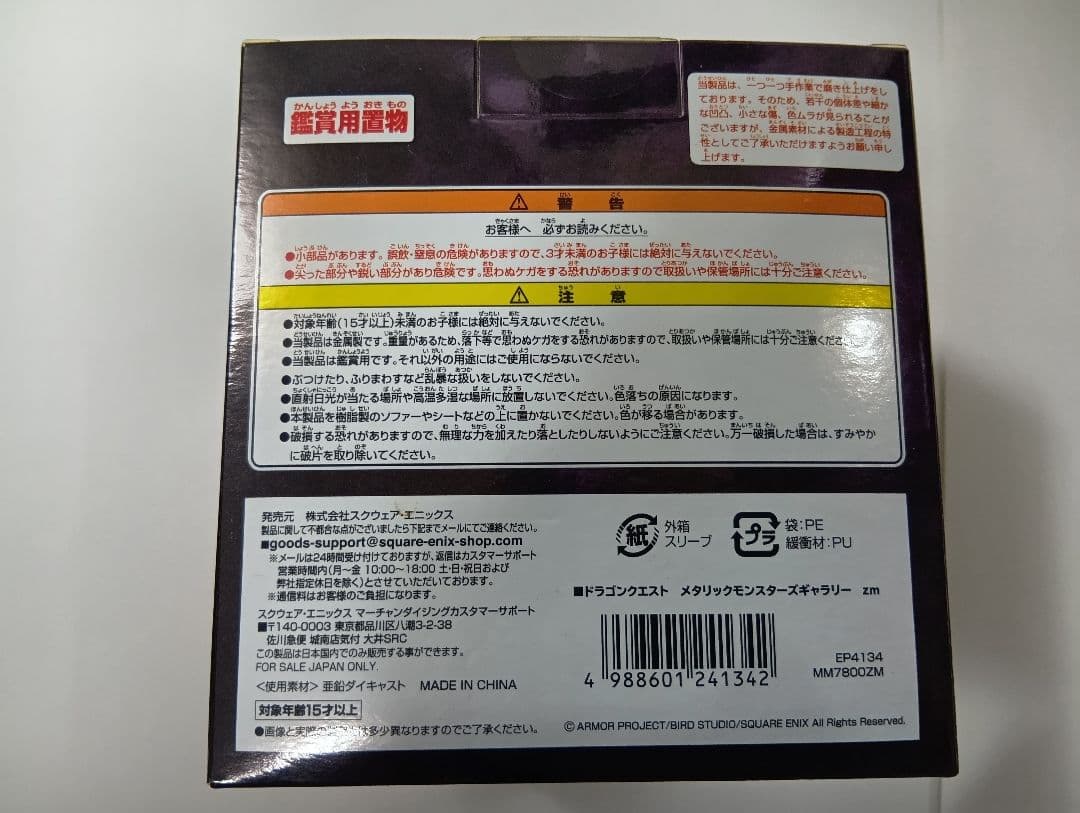 鑑賞用置物
当製品は、一つ一つ手作業で磨き仕上げをし
ております。そのため、若干の個体差や細か
な凹凸、小さな傷、色ムラが見られることが
ございますが、金属素材による製造工程の特
性としてご了承いただけますようお願い申し
上げます。
⚠ 警告
お客様へ 必ずお読みください。
●小部品があります。誤飲・窒息の危険がありますので、3才未満のお子様には絶対に与えないでください。
●尖った部分や鋭い部分があり危険です。思わぬケガをする恐れがありますので取扱いや保管場所には十分ご注意ください。
⚠ 注意
●対象年齢(15才以上)未満のお子様には絶対に与えないでください。
●当製品は金属製です。重量があるため、落下等で思わぬケガをする恐れがありますので、取扱いや保管場所には十分ご注意ください。
●当製品は鑑賞用です。それ以外の用途にはご使用にならないでください。
●ぶつけたり、ふりまわすなど乱暴な扱いをしないでください。
●直射日光が当たる場所や高温多湿な場所に放置しないでください。色落ちの原因になります。
●本製品を樹脂製のソファーやシートなどの上に置かないでください。色が移る場合があります。
●破損する恐れがありますので、無理な力を加えたり落としたりしないようにご注意ください。万一破損した場合は、すみやか
に破片を取り除いてください。
発売元 株式会社スクウェア・エニックス
製品に関して不都合な点がございましたら下記までメールにてご連絡ください。
■goods-support@square-enix-shop.com
※メールは24時間受け付けておりますが、返信はカスタマーサポート
営業時間内(月〜金 10:00〜18:00 土・日・祝日および
弊社指定休日を除く)とさせていただいております。
※通信料はお客様のご負担になります。
スクウェア・エニックス マーチャンダイジングカスタマーサポート
■〒140-0003 東京都品川区八潮3-2-38
佐川急便 城南店気付 大井SRC
この製品は日本国内でのみ販売する事ができます。
FOR SALE JAPAN ONLY.
〈使用素材〉亜鉛ダイキャスト MADE IN CHINA
対象年齢15才以上
●画像と実際の は多少異なりますのでご了承ください。
紙 外箱
スリーブ
プラ 袋:PE
緩衝材:PU
■ドラゴンクエスト メタリックモンスターズギャラリー zm
4 988601 241342
EP4134
MM7800ZM
© ARMOR PROJECT/BIRD STUDIO/SQUARE ENIX All Rights Reserved.